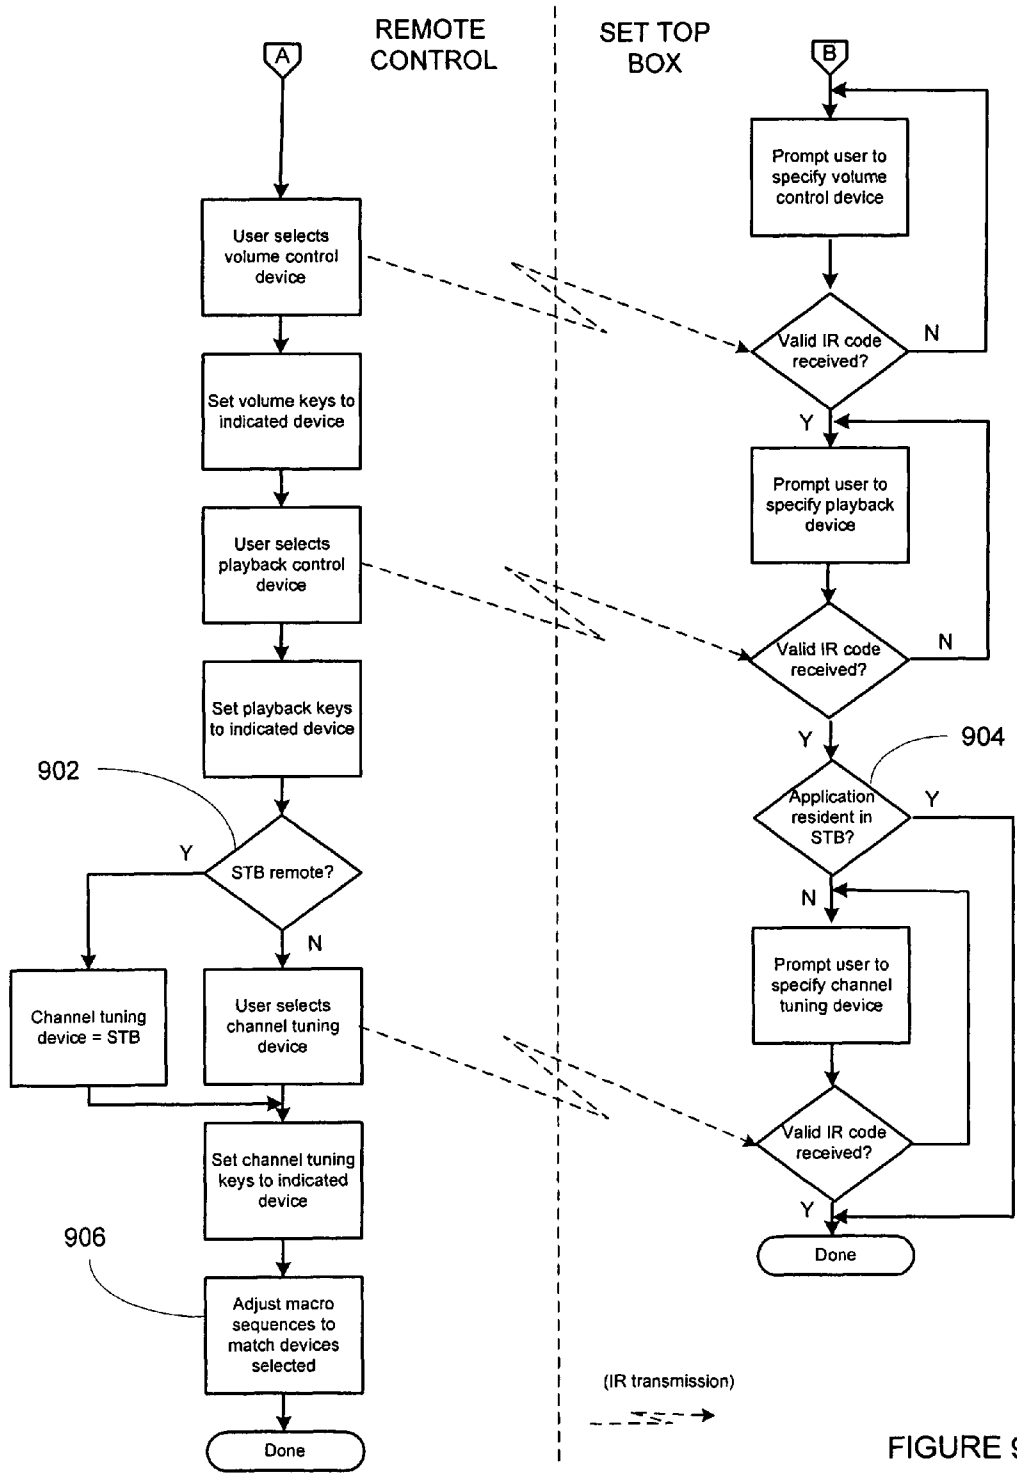 REMOTE
CONTROL
A
User selects
volume control
device
Set volume keys to
indicated device
User selects
playback control
device
Set playback keys
to indicated device
902
STB remote?
Y
N
Channel tuning
device = STB
User selects
channel tuning
device
Set channel tuning
keys to indicated
device
906
Adjust macro
sequences to
match devices
selected
Done
SET TOP
BOX
B
Prompt user to
specify volume
control device
Valid IR code
received?
N
Y
Prompt user to
specify playback
device
Valid IR code
received?
N
Y
904
Application
resident in
STB?
Y
N
Prompt user to
specify channel
tuning device
Valid IR code
received?
Y
Done
(IR transmission)
FIGURE 9